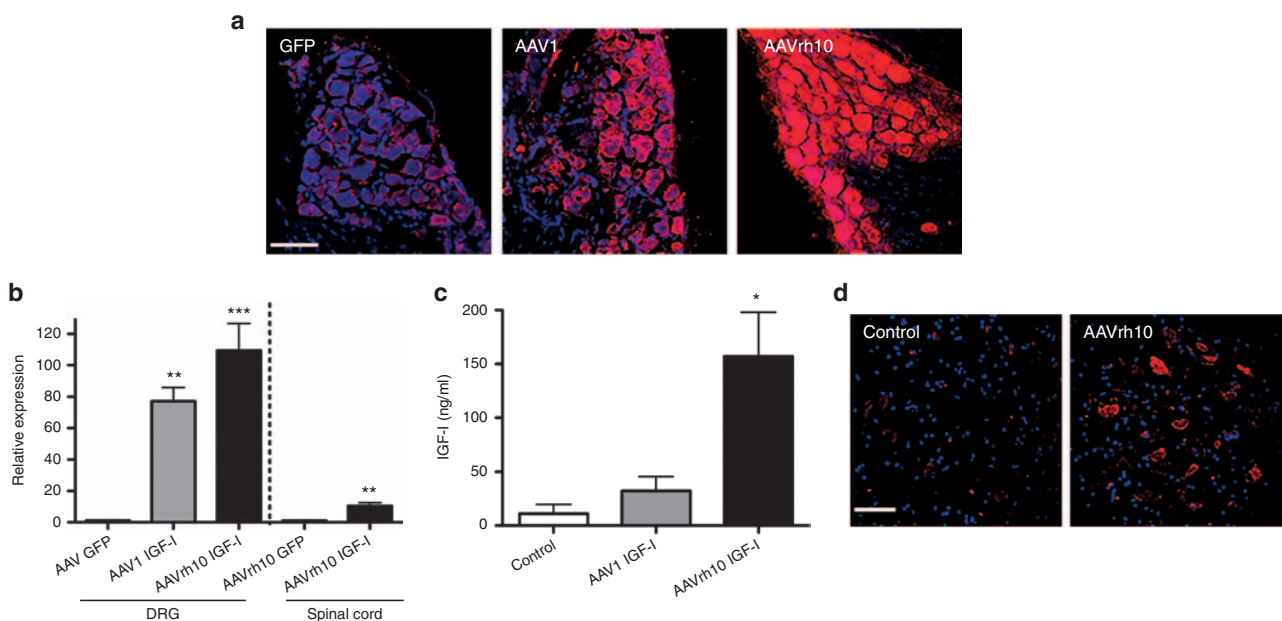 a
GFP
AAV1
AAVrh10
b
***
**
**
120
100
80
60
40
20
0
Relative expression
AAV GFP
AAV1 IGF-I
AAVrh10 IGF-I
AAVrh10 GFP
AAVrh10 IGF-I
DRG
Spinal cord
c
*
200
150
100
50
0
IGF-I (ng/ml)
Control
AAV1 IGF-I
AAVrh10 IGF-I
d
Control
AAVrh10